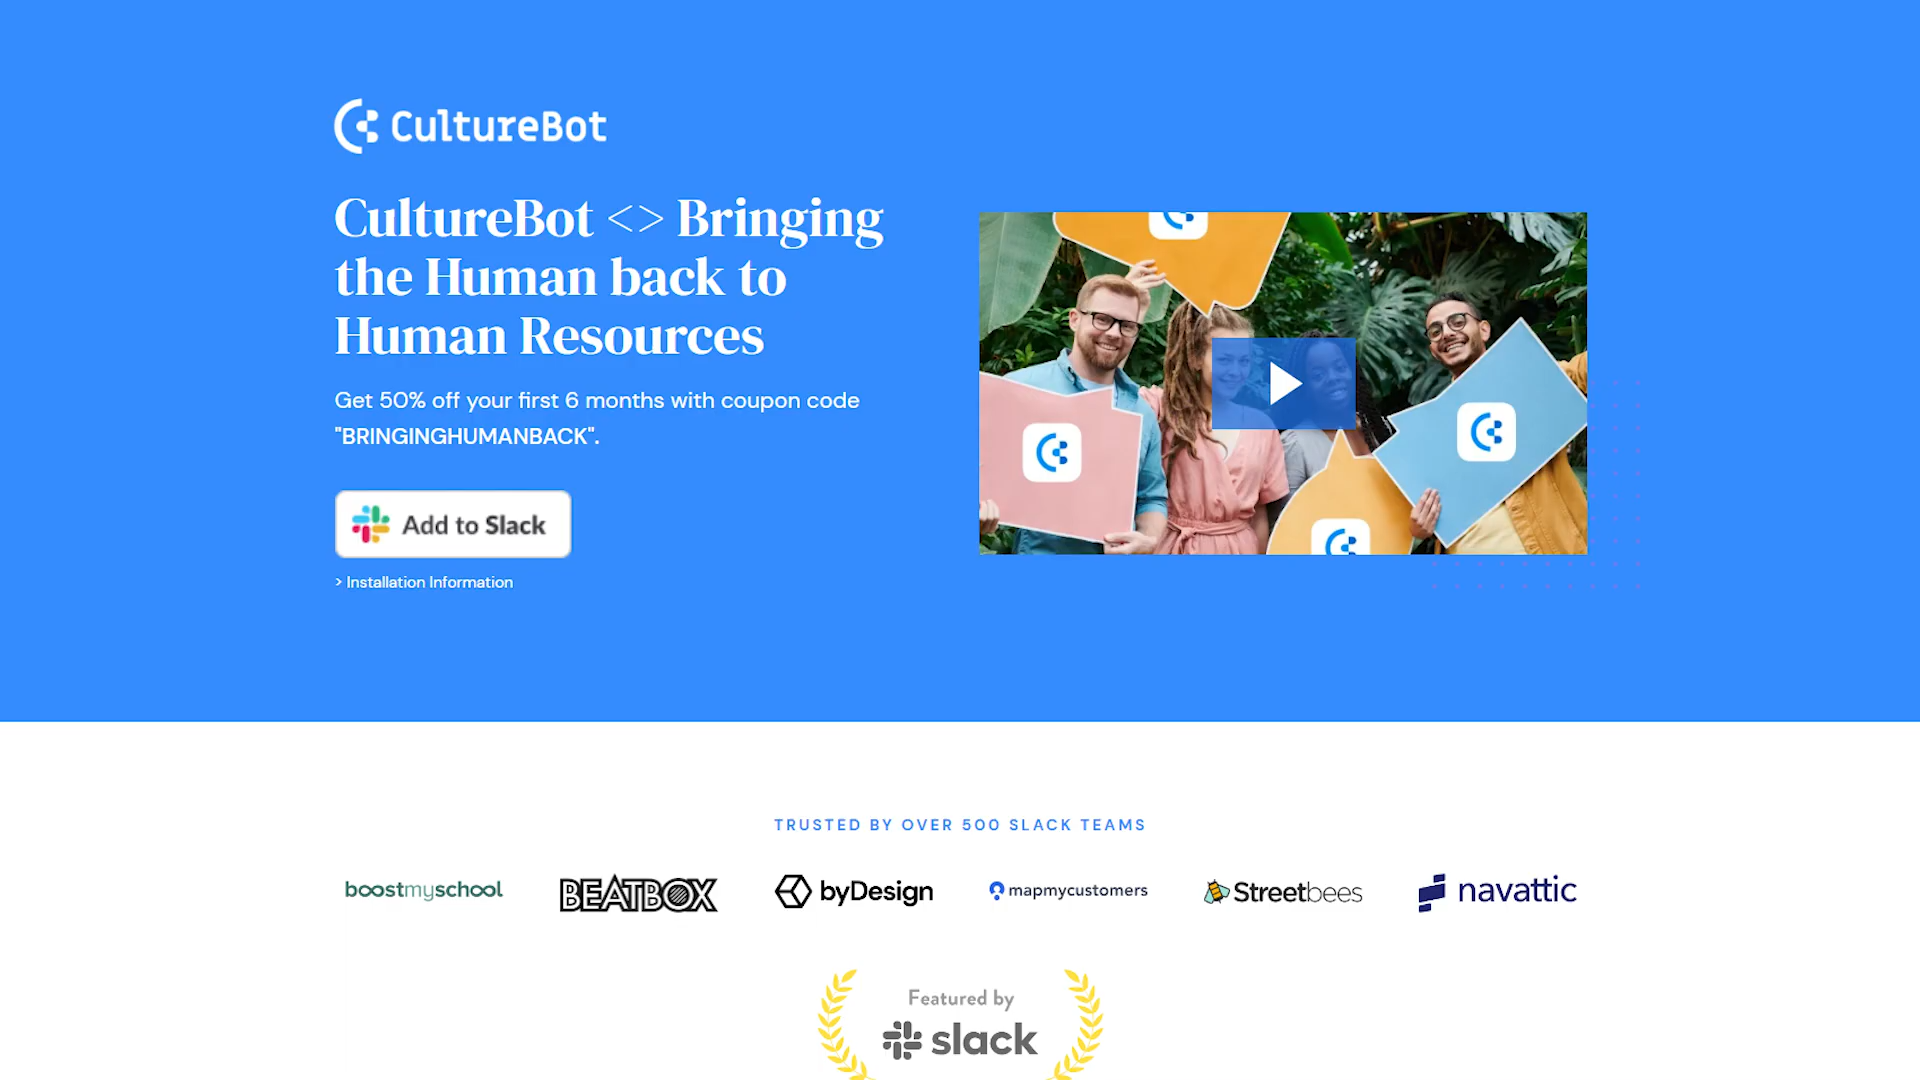 CultureBot
CultureBot <> Bringing
the Human back to
Human Resources
Get 50% off your first 6 months with coupon code
"BRINGINGHUMANBACK".
Add to Slack
> Installation Information
TRUSTED BY OVER 500 SLACK TEAMS
boostmyschool
BEATBOX
byDesign
mapmycustomers
Streetbees
navattic
Featured by
slack